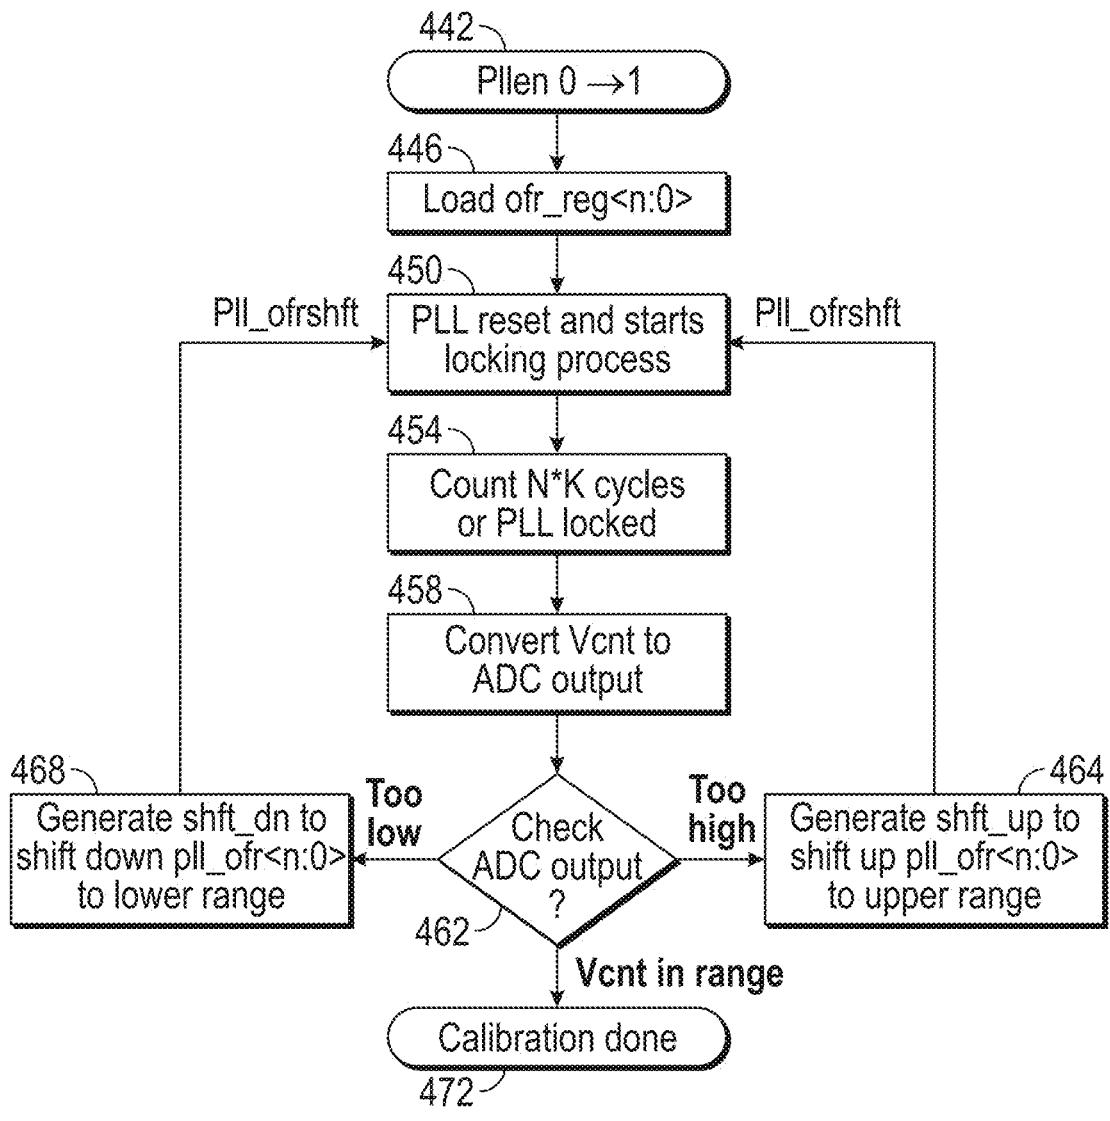 442
Pllen 0 →1
446
Load ofr_reg<n:0>
450
Pll_ofrshft
PLL reset and starts
locking process
Pll_ofrshft
454
Count N*K cycles
or PLL locked
458
Convert Vcnt to
ADC output
468
Generate shft_dn to
shift down pll_ofr<n:0>
to lower range
Too
low
Check
ADC output
?
462
Too
high
464
Generate shft_up to
shift up pll_ofr<n:0>
to upper range
Vcnt in range
Calibration done
472